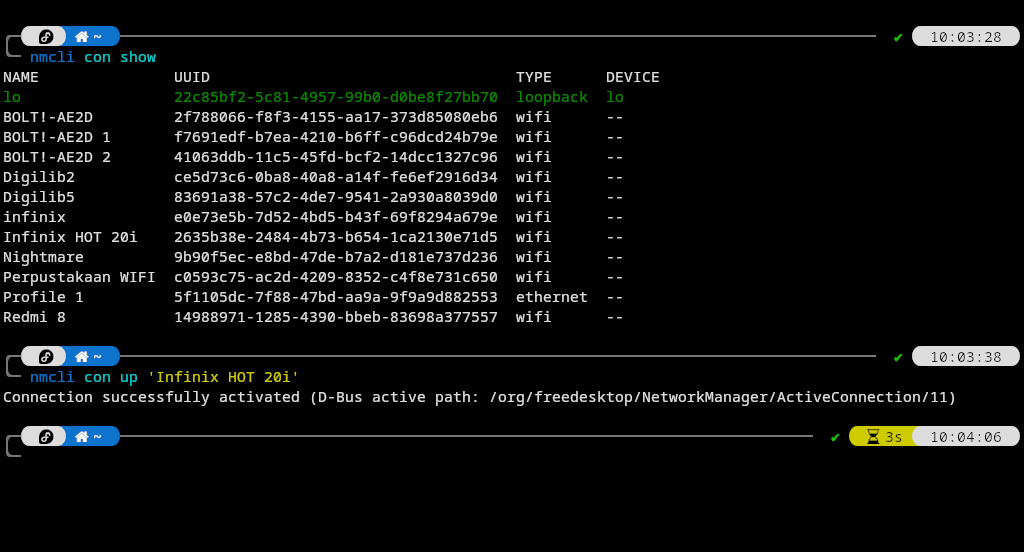 ~ ✔ 10:03:28
nmcli con show
NAME UUID TYPE DEVICE
lo 22c85bf2-5c81-4957-99b0-d0be8f27bb70 loopback lo
BOLT!-AE2D 2f788066-f8f3-4155-aa17-373d85080eb6 wifi --
BOLT!-AE2D 1 f7691edf-b7ea-4210-b6ff-c96dcd24b79e wifi --
BOLT!-AE2D 2 41063ddb-11c5-45fd-bcf2-14dcc1327c96 wifi --
Digilib2 ce5d73c6-0ba8-40a8-a14f-fe6ef2916d34 wifi --
Digilib5 83691a38-57c2-4de7-9541-2a930a8039d0 wifi --
infinix e0e73e5b-7d52-4bd5-b43f-69f8294a679e wifi --
Infinix HOT 20i 2635b38e-2484-4b73-b654-1ca2130e71d5 wifi --
Nightmare 9b90f5ec-e8bd-47de-b7a2-d181e737d236 wifi --
Perpustakaan WIFI c0593c75-ac2d-4209-8352-c4f8e731c650 wifi --
Profile 1 5f1105dc-7f88-47bd-aa9a-9f9a9d882553 ethernet --
Redmi 8 14988971-1285-4390-bbeb-83698a377557 wifi --
~ ✔ 10:03:38
nmcli con up 'Infinix HOT 20i'
Connection successfully activated (D-Bus active path: /org/freedesktop/NetworkManager/ActiveConnection/11)
~ ✔ 3s 10:04:06